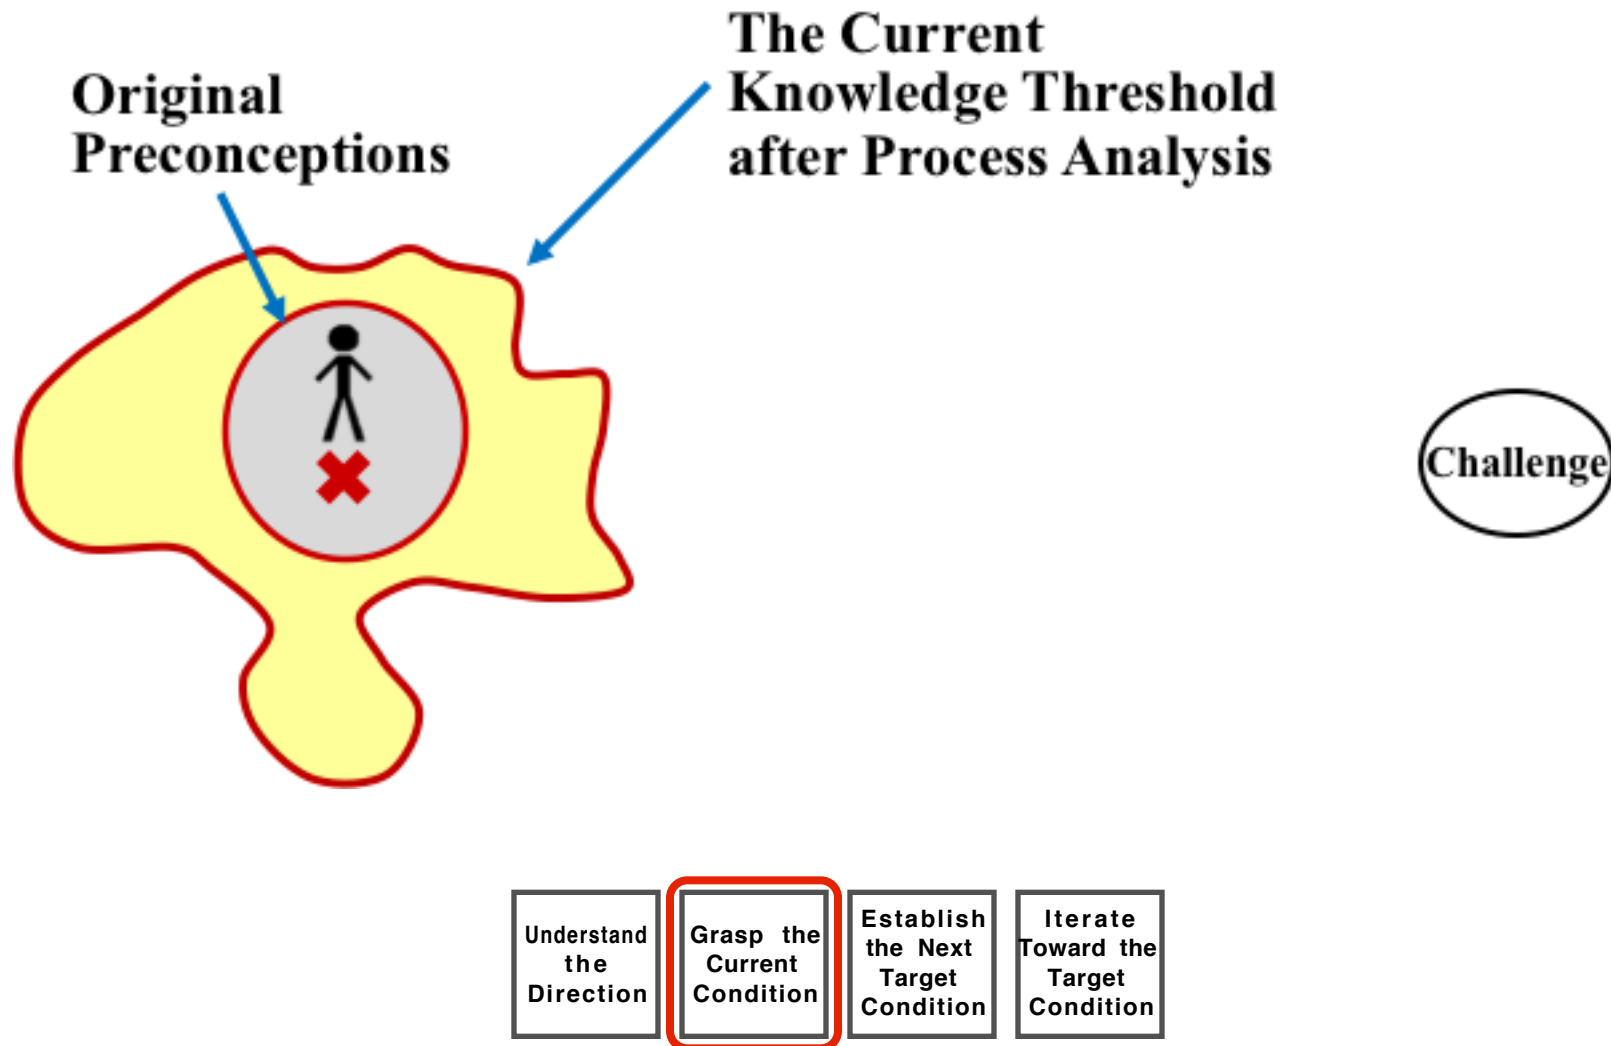 Original
Preconceptions
The Current
Knowledge Threshold
after Process Analysis
Challenge
Understand
the
Direction
Grasp the
Current
Condition
Establish
the Next
Target
Condition
Iterate
Toward the
Target
Condition